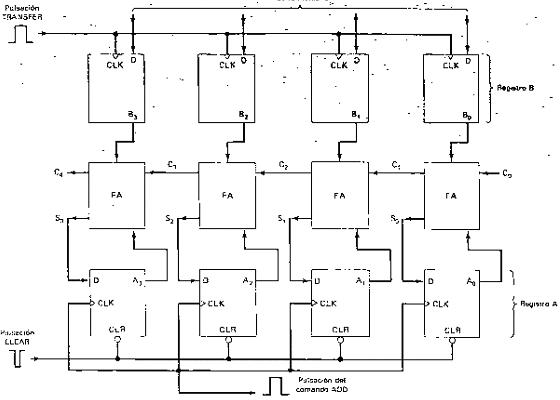 Pulsación
TRANSFER
CLK D
CLK D
CLK D
CLK D
B3
B2
B1
B0
Registro B
C4
C3
C2
C1
C0
FA
FA
FA
FA
S3
S2
S1
S0
D A3
D A2
D A1
D A0
CLK
CLK
CLK
CLK
Registro A
CLR
CLR
CLR
CLR
Pulsación
CLEAR
Pulsación del
comando ADD